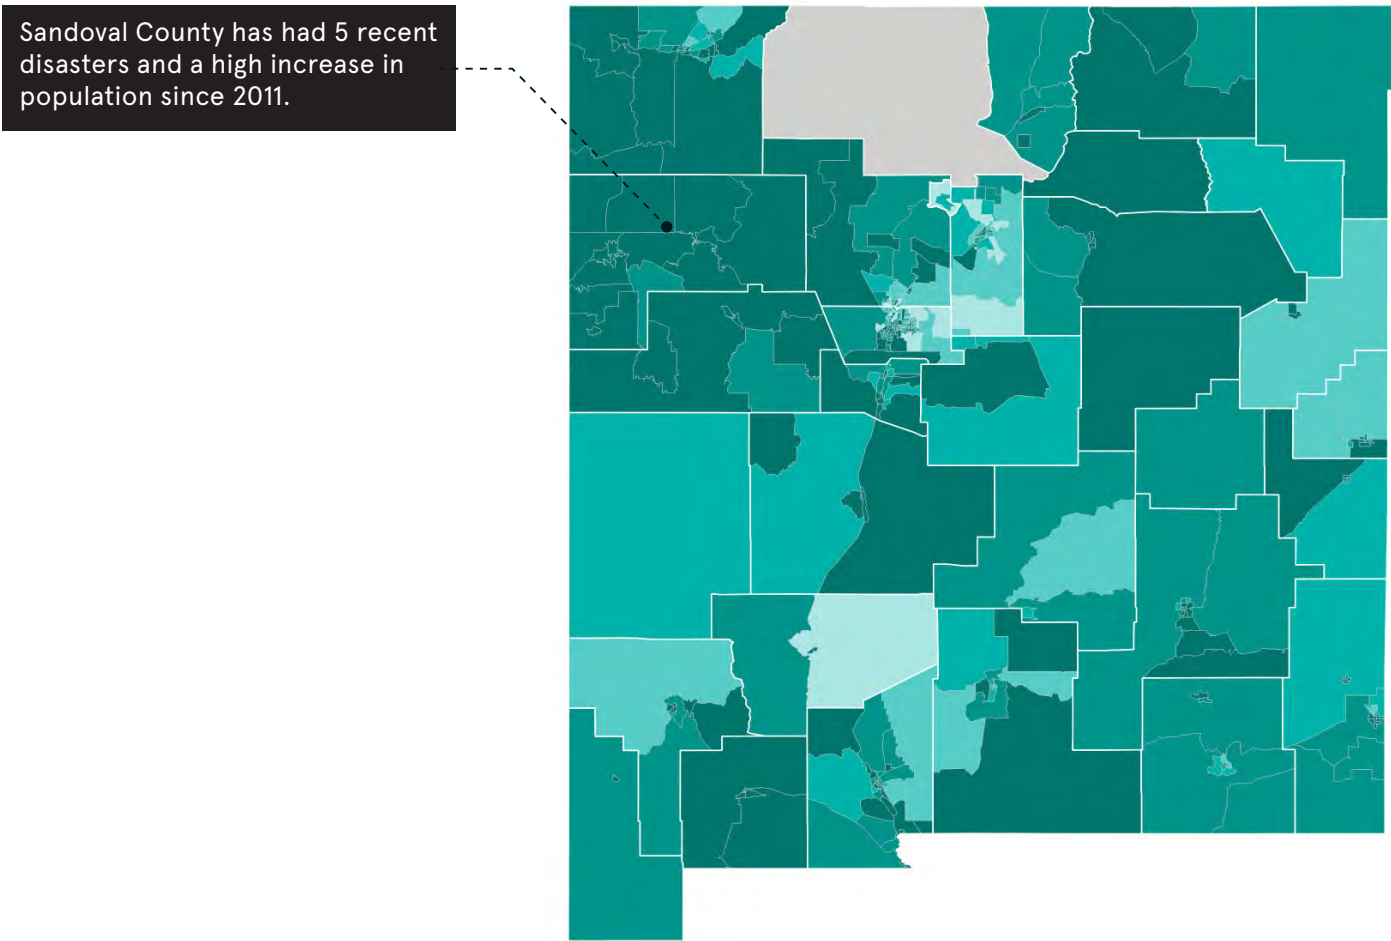 Sandoval County has had 5 recent
disasters and a high increase in
population since 2011.